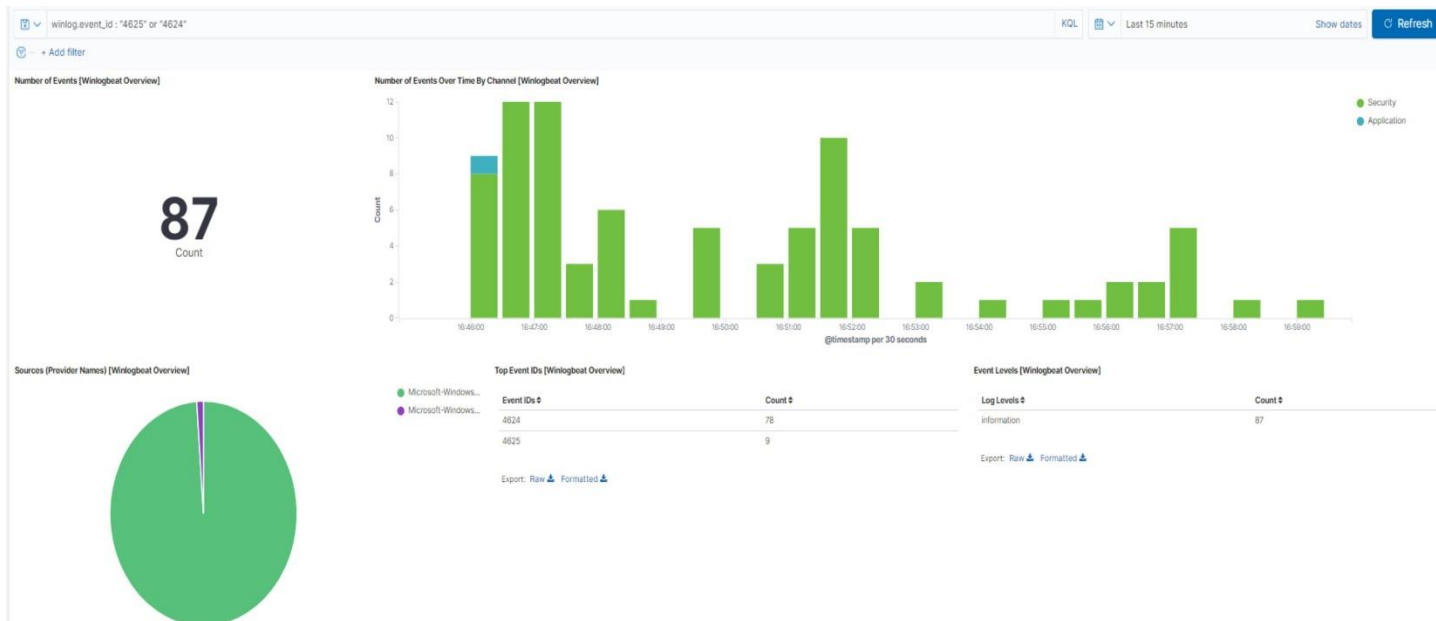 winlog.event_id : "4625" or "4624"
KQL
Last 15 minutes
Show dates
Refresh
+ Add filter
Number of Events [Winlogbeat Overview]
87
Count
Number of Events Over Time By Channel [Winlogbeat Overview]
Security
Application
12
10
8
6
4
2
0
Count
16:46:00 16:47:00 16:48:00 16:49:00 16:50:00 16:51:00 16:52:00 16:53:00 16:54:00 16:55:00 16:56:00 16:57:00 16:58:00 16:59:00
@timestamp per 30 seconds
Sources (Provider Names) [Winlogbeat Overview]
Microsoft-Windows...
Microsoft-Windows...
Top Event IDs [Winlogbeat Overview]
Event IDs Count
4624 78
4625 9
Export: Raw Formatted
Event Levels [Winlogbeat Overview]
Log Levels Count
information 87
Export: Raw Formatted